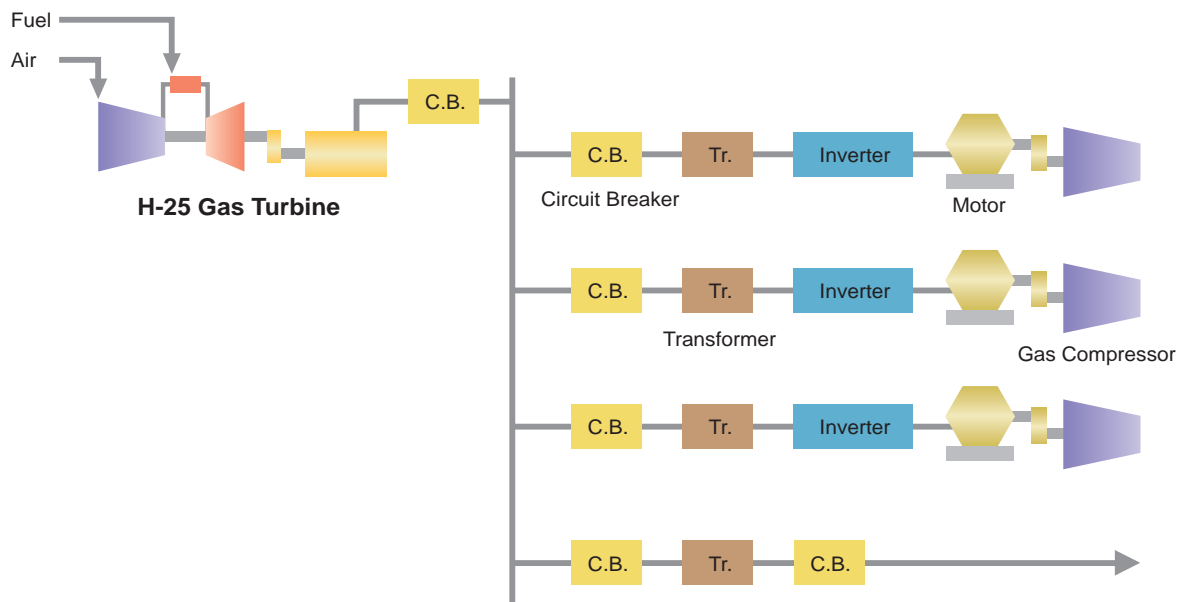 Fuel
Air
C.B.
H-25 Gas Turbine
C.B.
Tr.
Inverter
Circuit Breaker
Motor
C.B.
Tr.
Inverter
Transformer
Gas Compressor
C.B.
Tr.
Inverter
C.B.
Tr.
C.B.